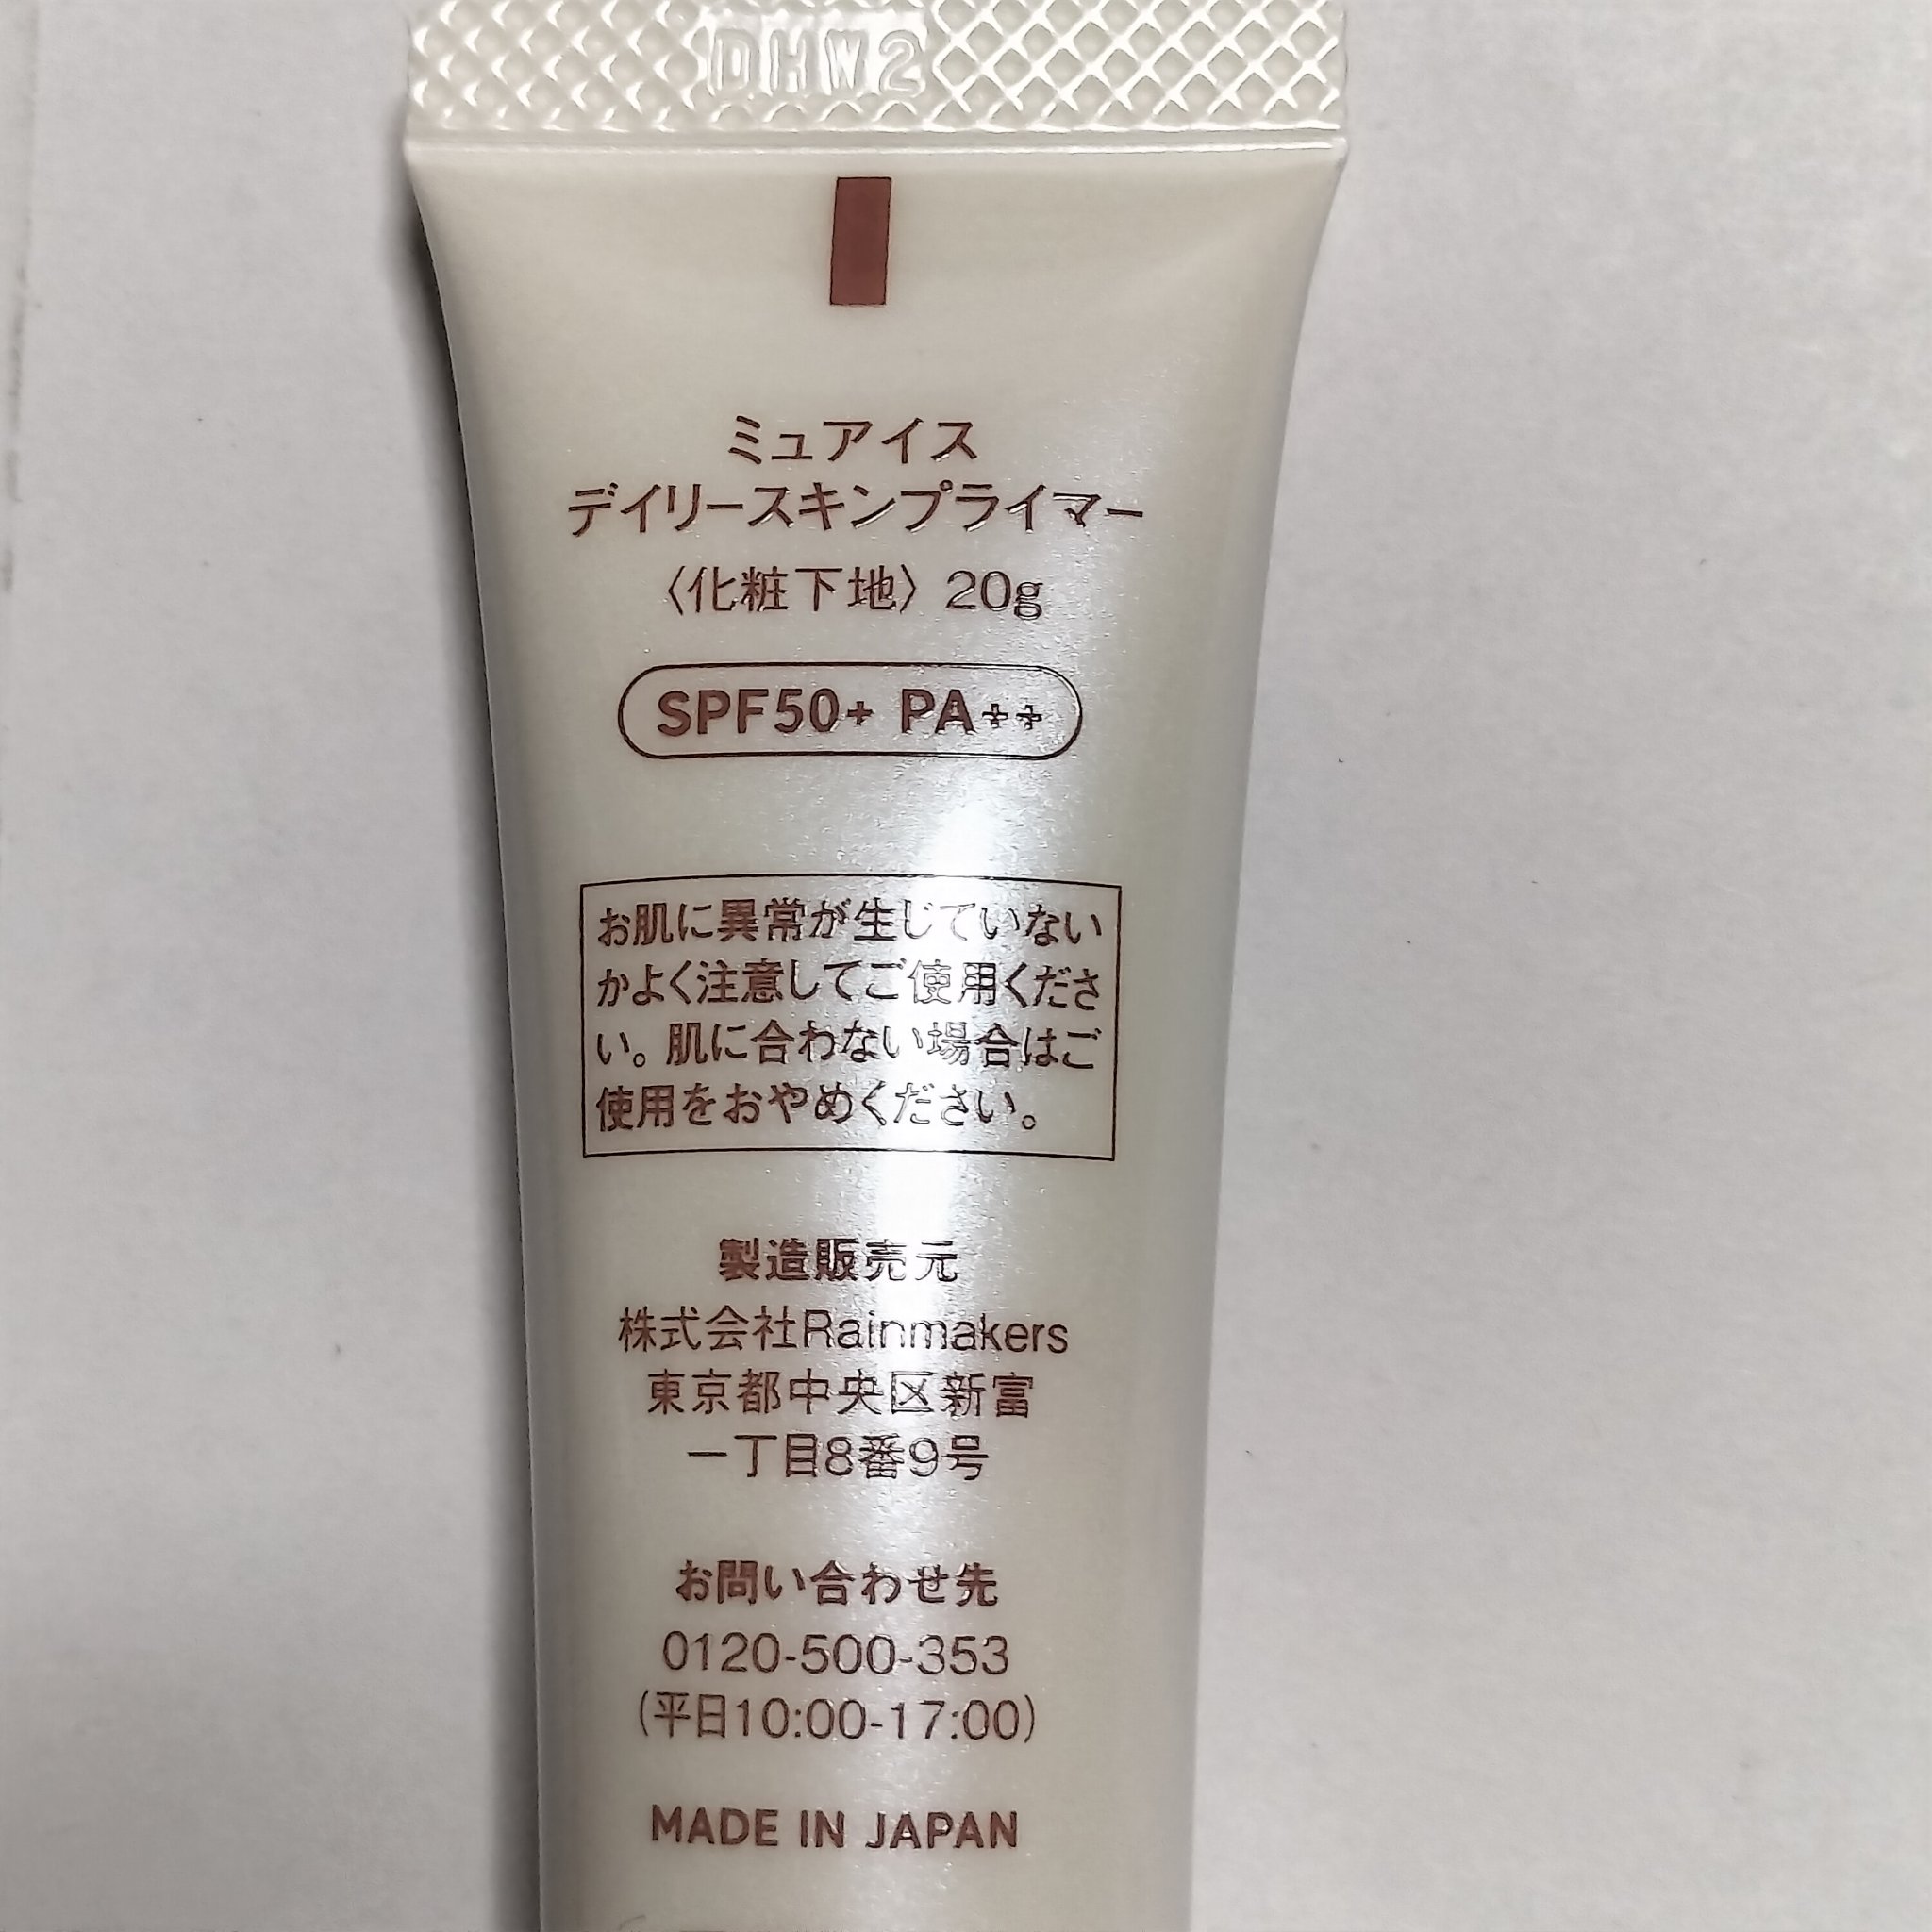 DHW2
ミュアイス
デイリースキンプライマー
〈化粧下地〉20g
SPF50+ PA++
お肌に異常が生じていない
かよく注意してご使用くださ
い。肌に合わない場合はご
使用をおやめください。
製造販売元
株式会社Rainmakers
東京都中央区新富
一丁目8番9号
お問い合わせ先
0120-500-353
(平日10:00-17:00)
MADE IN JAPAN